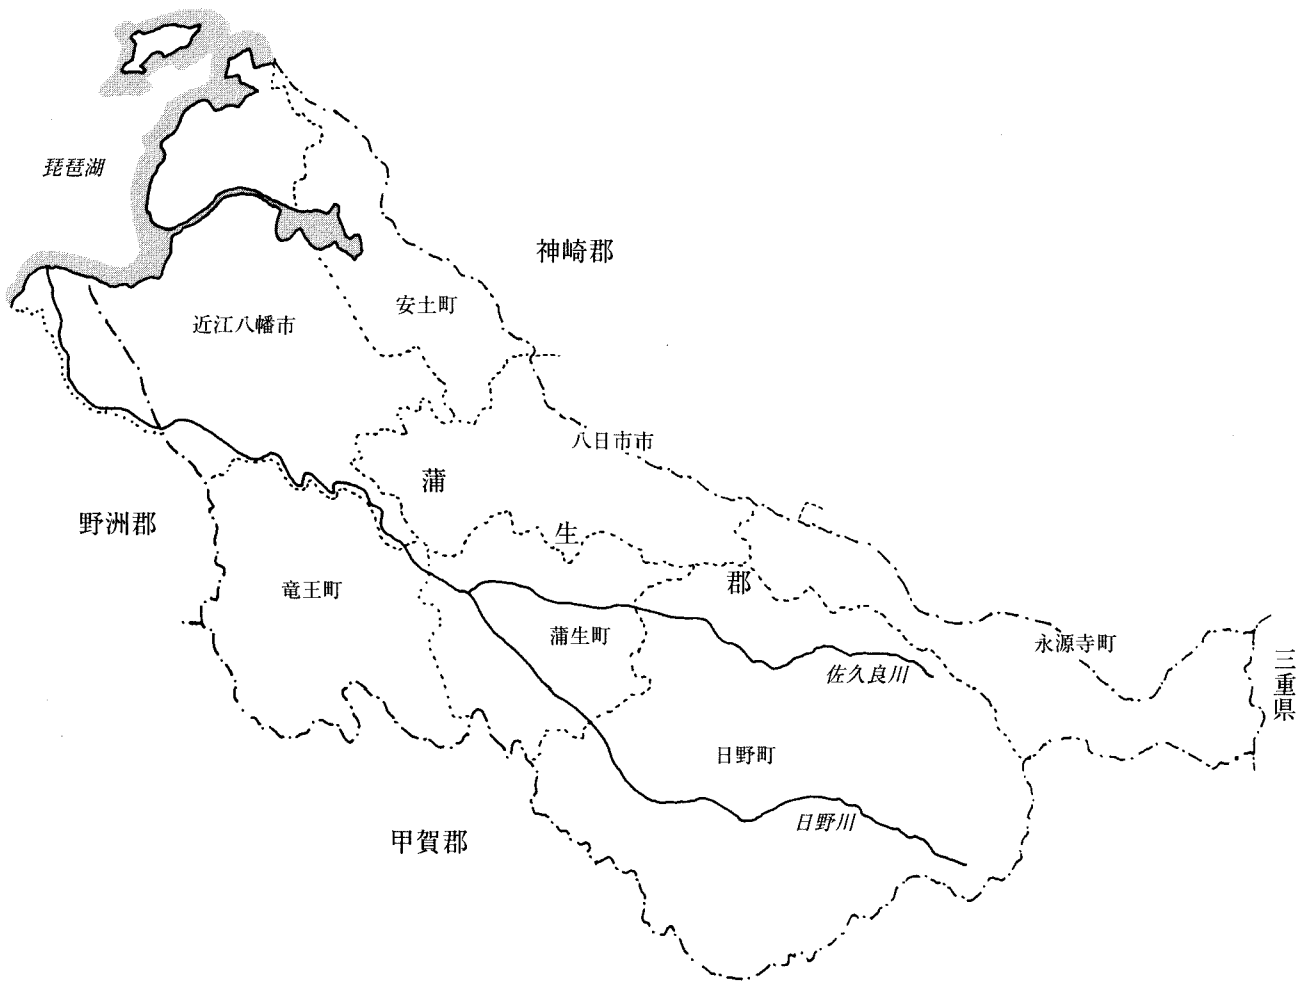 琵琶湖
神崎郡
安土町
近江八幡市
八日市市
蒲生郡
野洲郡
竜王町
蒲生町
永源寺町
佐久良川
三重県
日野町
日野川
甲賀郡